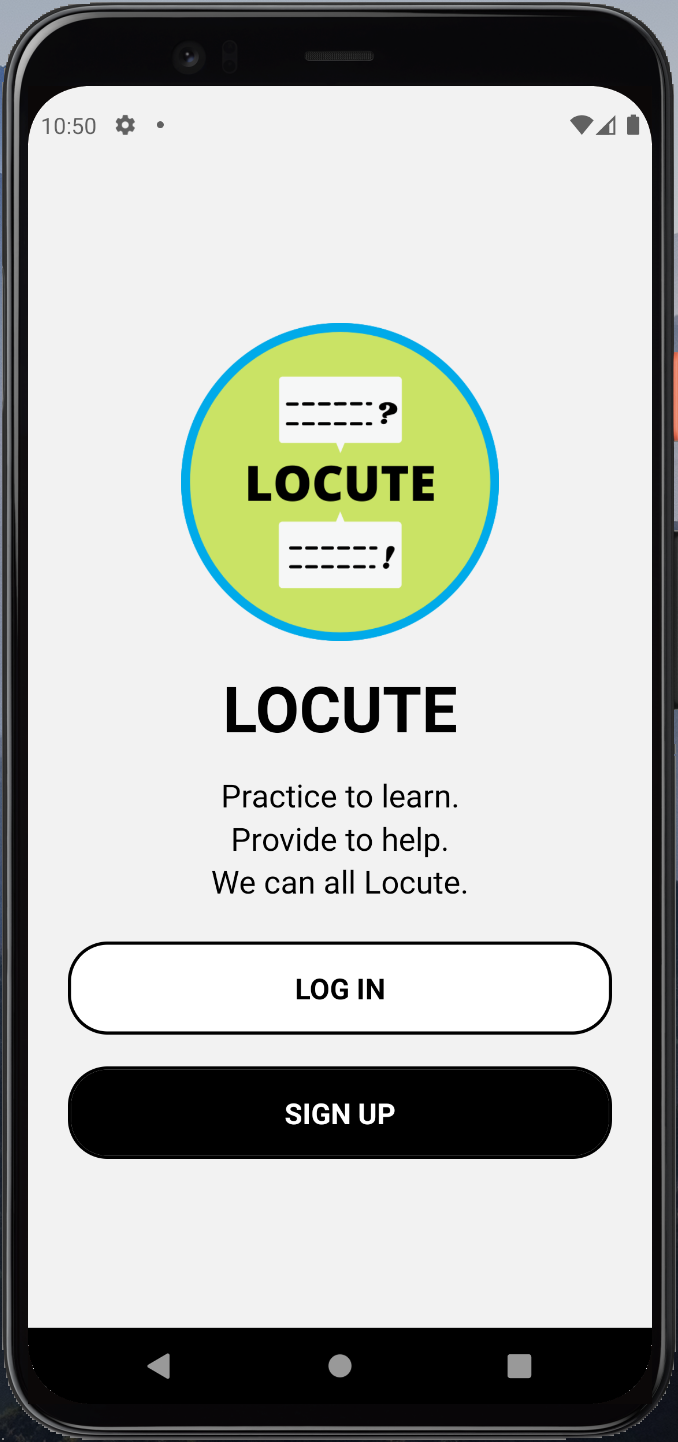 10:50
?
LOCUTE
!
LOCUTE
Practice to learn.
Provide to help.
We can all Locute.
LOG IN
SIGN UP